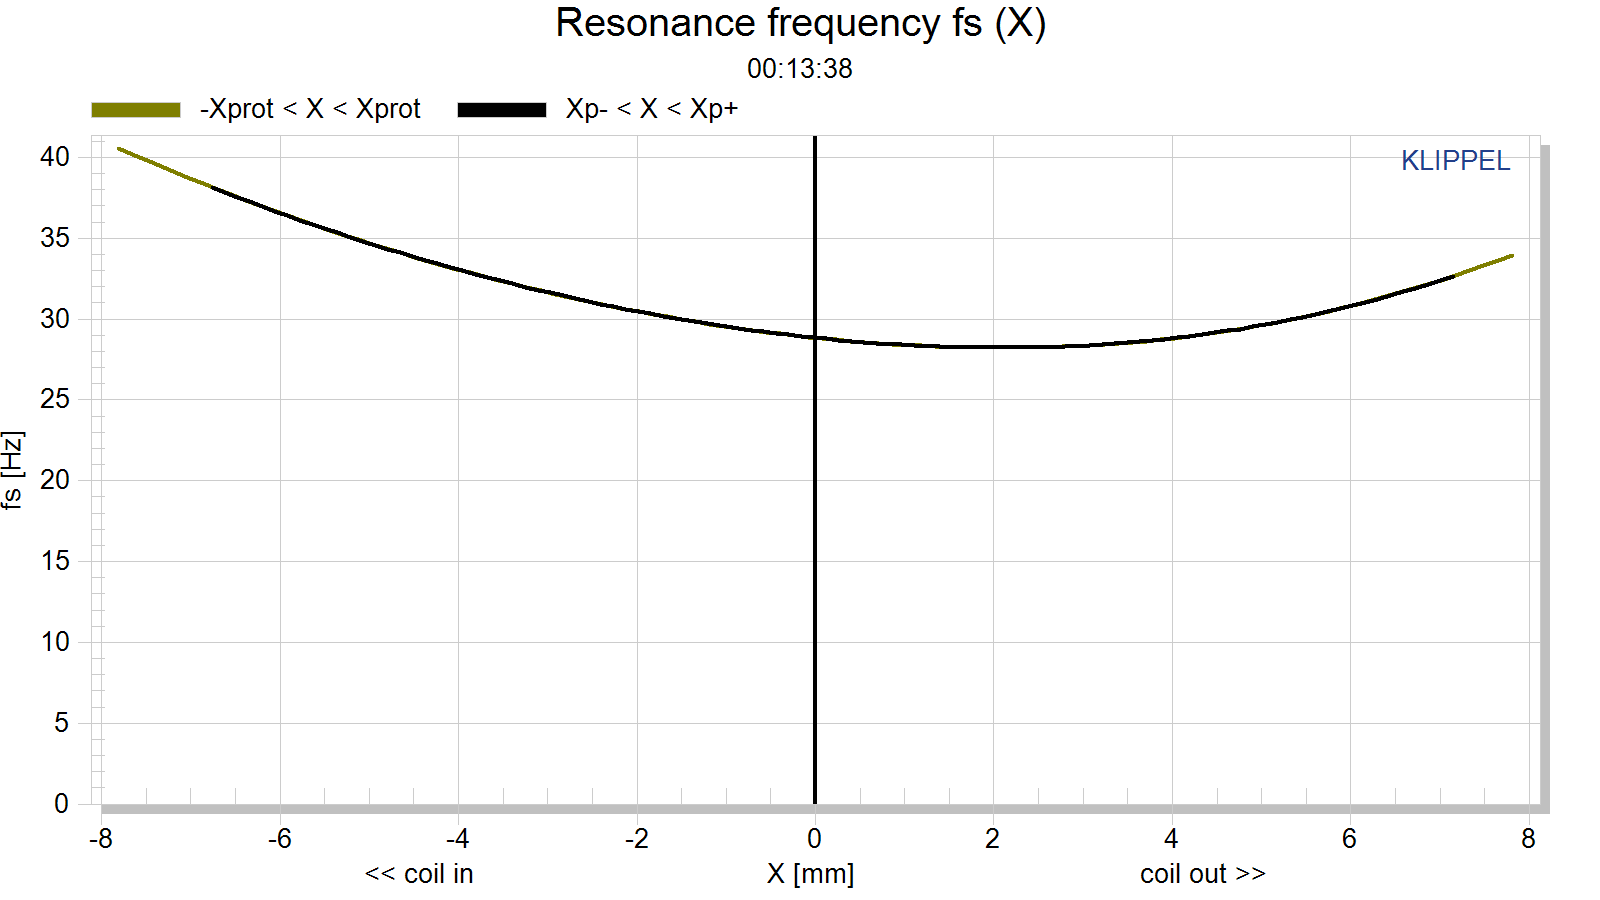 Resonance frequency fs (X)
00:13:38
-Xprot < X < Xprot
Xp- < X < Xp+
KLIPPEL
40
35
30
25
20
15
10
5
0
fs [Hz]
-8 -6 -4 -2 0 2 4 6 8
<< coil in X [mm] coil out >>